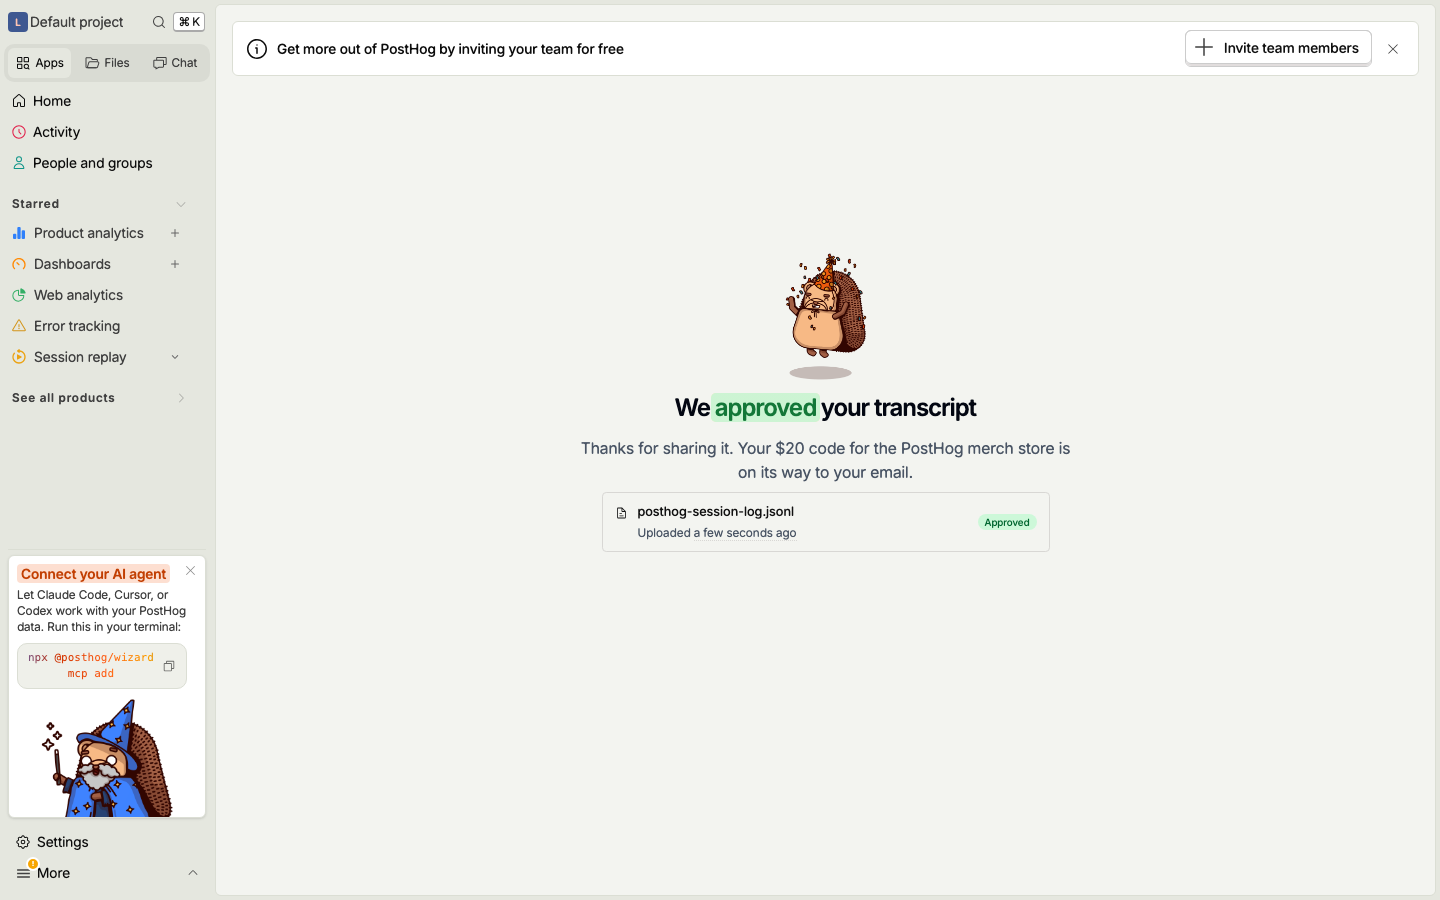 L Default project ⌘ K
Apps Files Chat
Home
Activity
People and groups
Starred
Product analytics
Dashboards
Web analytics
Error tracking
Session replay
See all products
Connect your AI agent
Let Claude Code, Cursor, or
Codex work with your PostHog
data. Run this in your terminal:
npx @posthog/wizard
mcp add
Settings
More
Get more out of PostHog by inviting your team for free
Invite team members
We approved your transcript
Thanks for sharing it. Your $20 code for the PostHog merch store is
on its way to your email.
posthog-session-log.jsonl
Uploaded a few seconds ago
Approved